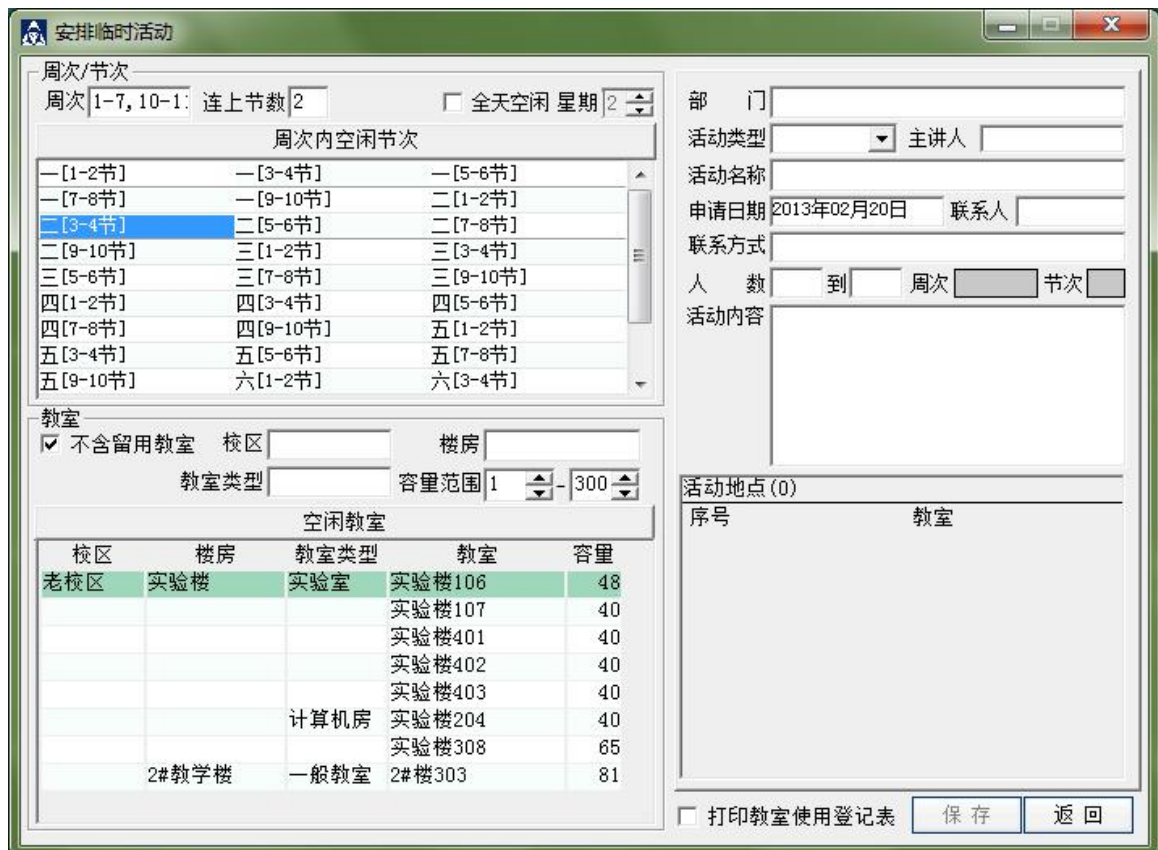 安排临时活动
周次/节次
周次 1-7,10-1 连上节数 2 全天空闲 星期 2
周次内空闲节次
一[1-2节] 一[3-4节] 一[5-6节]
一[7-8节] 一[9-10节] 二[1-2节]
二[3-4节] 二[5-6节] 二[7-8节]
二[9-10节] 三[1-2节] 三[3-4节]
三[5-6节] 三[7-8节] 三[9-10节]
四[1-2节] 四[3-4节] 四[5-6节]
四[7-8节] 四[9-10节] 五[1-2节]
五[3-4节] 五[5-6节] 五[7-8节]
五[9-10节] 六[1-2节] 六[3-4节]
教室
不含留用教室 校区 楼房
教室类型 容量范围 1 - 300
空闲教室
校区 楼房 教室类型 教室 容量
老校区 实验楼 实验室 实验楼106 48
实验楼107 40
实验楼401 40
实验楼402 40
实验楼403 40
计算机房 实验楼204 40
实验楼308 65
2#教学楼 一般教室 2#楼303 81
部 门
活动类型 主讲人
活动名称
申请日期 2013年02月20日 联系人
联系方式
人 数 到 周次 节次
活动内容
活动地点(0)
序号 教室
打印教室使用登记表 保存 返回